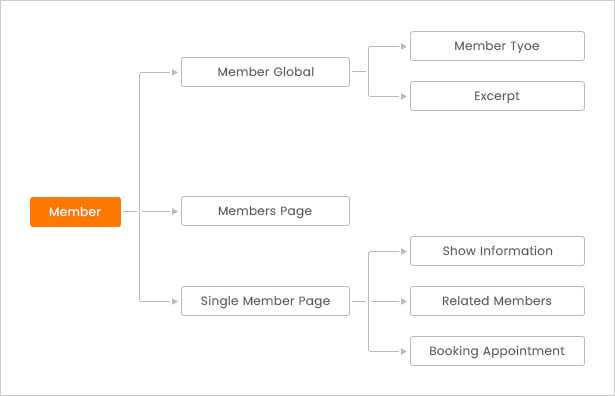 Member
Member Global
Member Tyoe
Excerpt
Members Page
Single Member Page
Show Information
Related Members
Booking Appointment